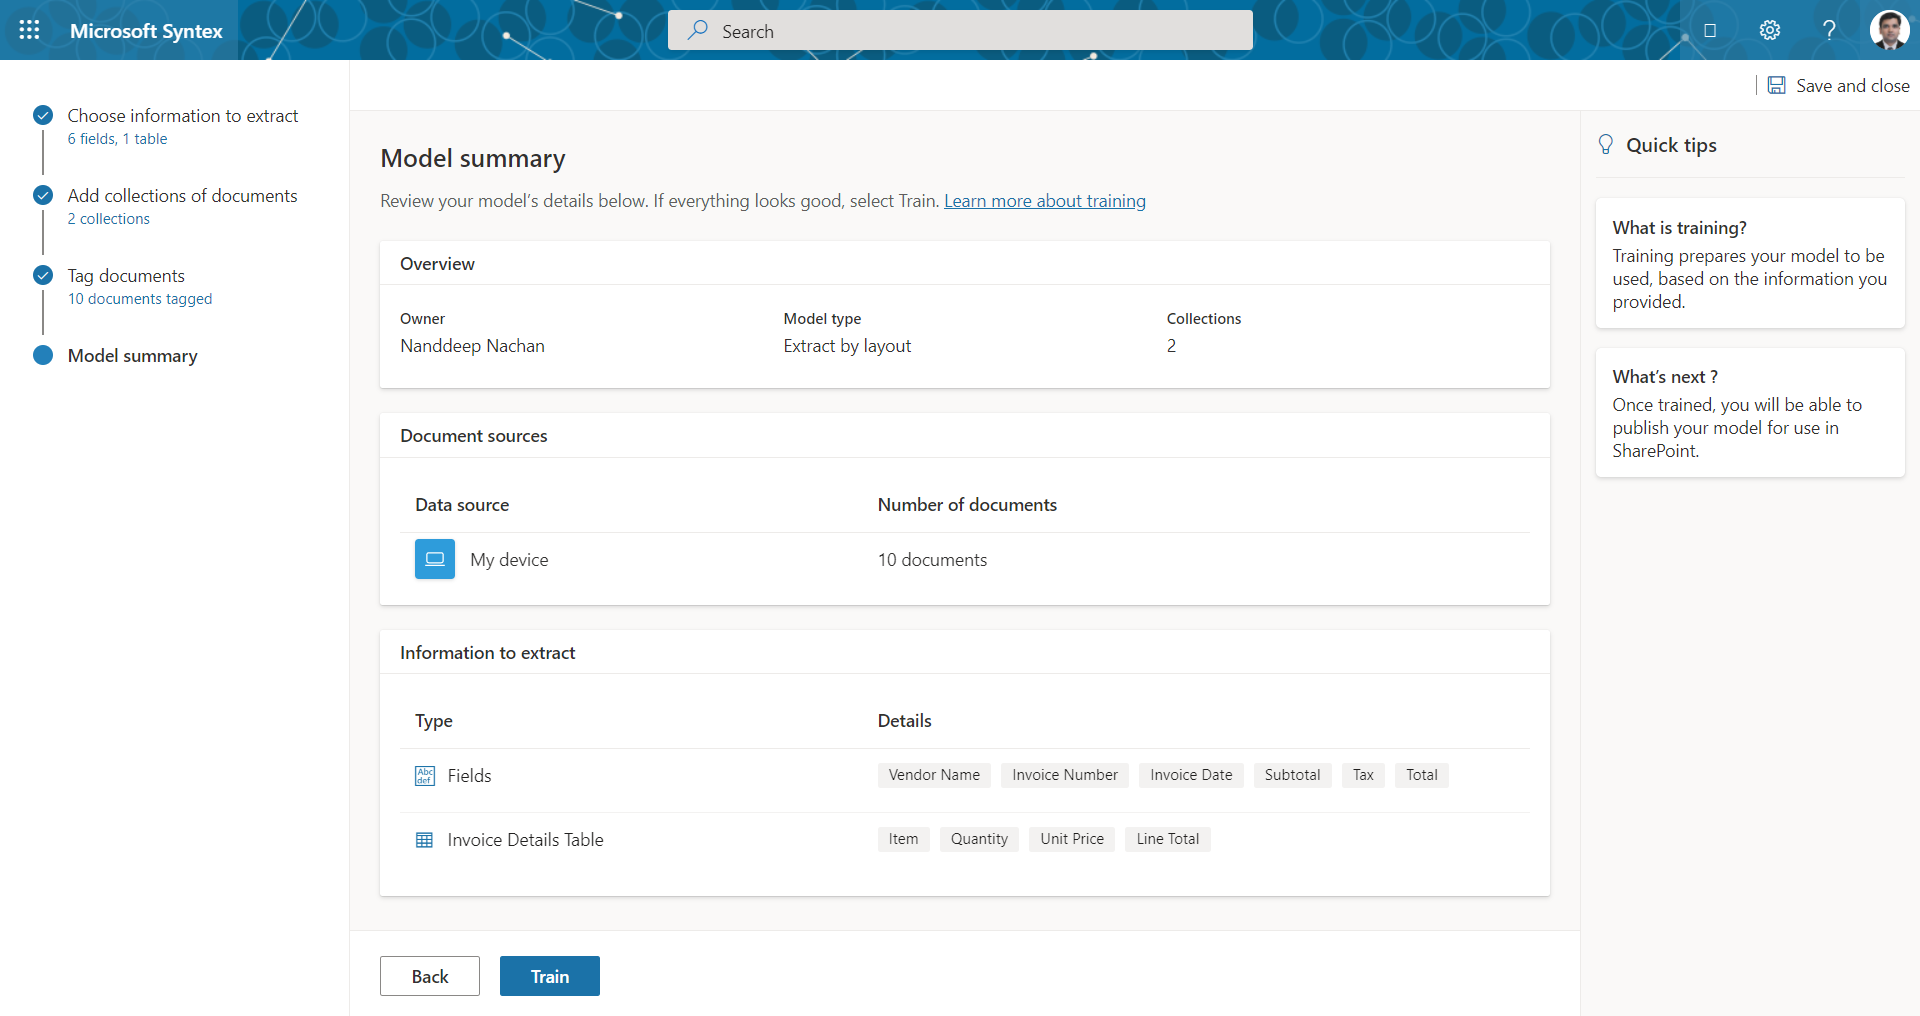 Microsoft Syntex
Search
?
Save and close
Choose information to extract
6 fields, 1 table
Add collections of documents
2 collections
Tag documents
10 documents tagged
Model summary
Model summary
Review your model’s details below. If everything looks good, select Train. Learn more about training
Overview
Owner
Model type
Collections
Nanddeep Nachan
Extract by layout
2
Document sources
Data source
Number of documents
My device
10 documents
Information to extract
Type
Details
Abc
def
Fields
Vendor Name
Invoice Number
Invoice Date
Subtotal
Tax
Total
Invoice Details Table
Item
Quantity
Unit Price
Line Total
Back
Train
Quick tips
What is training?
Training prepares your model to be
used, based on the information you
provided.
What’s next ?
Once trained, you will be able to
publish your model for use in
SharePoint.